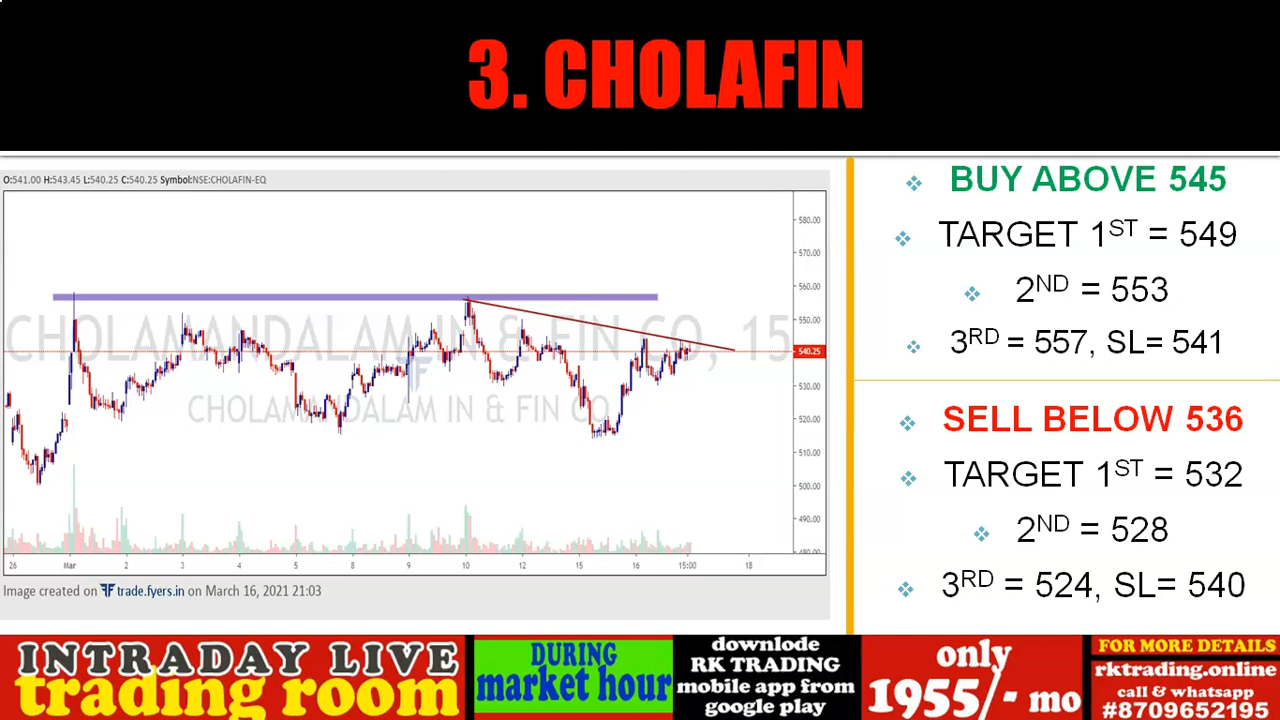 3. CHOLAFIN
O:541.00 H:543.45 L:540.25 C:540.25 Symbol:NSE:CHOLAFIN-EQ
580.00
570.00
560.00
CHOLAMANDALAM IN & FIN CO, 15
550.00
540.25
530.00
CHOLAMANDALAM IN & FIN CO
520.00
510.00
500.00
490.00
480.00
26 Mar 2 3 4 5 8 9 10 12 15 16 15:00 18
Image created on trade.fyers.in on March 16, 2021 21:03
BUY ABOVE 545
TARGET 1ST = 549
2ND = 553
3RD = 557, SL= 541
SELL BELOW 536
TARGET 1ST = 532
2ND = 528
3RD = 524, SL= 540
INTRADAY LIVE
trading room
DURING
market hour
downlode
RK TRADING
mobile app from
google play
only
1955/- mo
FOR MORE DETAILS
rktrading.online
call & whatsapp
#8709652195